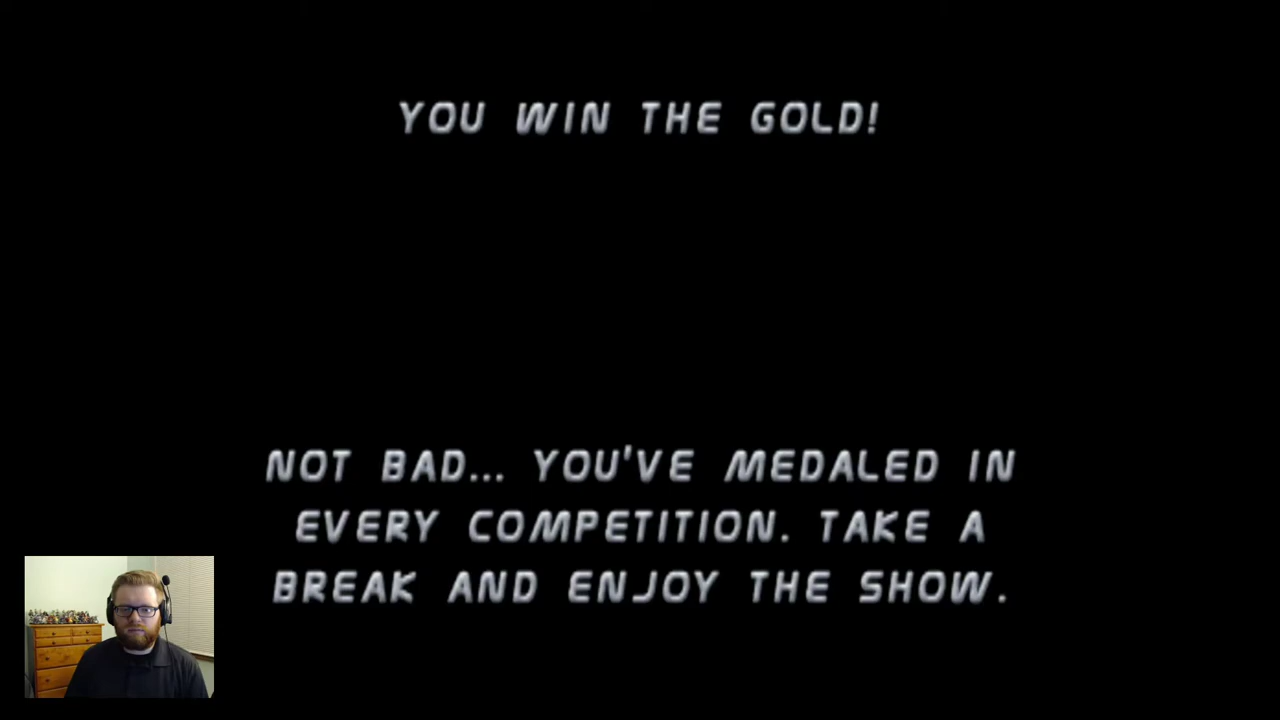 YOU WIN THE GOLD!
NOT BAD... YOU'VE MEDALED IN
EVERY COMPETITION. TAKE A
BREAK AND ENJOY THE SHOW.